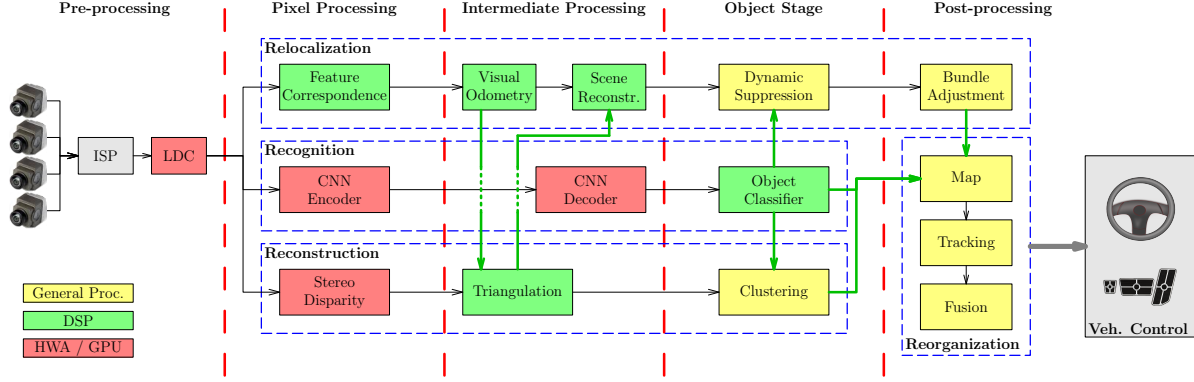 Pre-processing
Pixel Processing
Intermediate Processing
Object Stage
Post-processing
Relocalization
Feature
Correspondence
Visual
Odometry
Scene
Reconstr.
Dynamic
Suppression
Bundle
Adjustment
ISP
LDC
Recognition
CNN
Encoder
CNN
Decoder
Object
Classifier
Reconstruction
Stereo
Disparity
Triangulation
Clustering
Map
Tracking
Fusion
Reorganization
Veh. Control
General Proc.
DSP
HWA / GPU